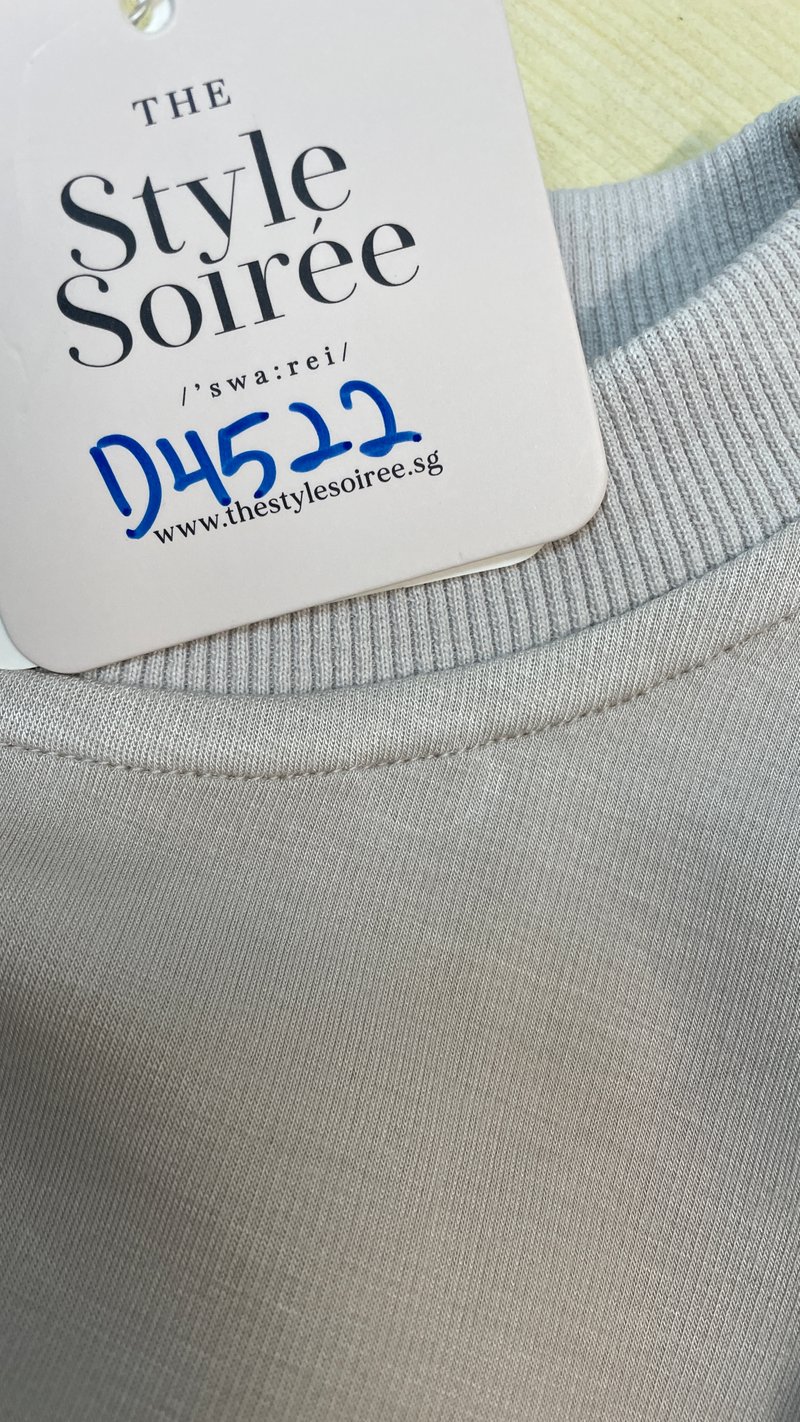 THE
Style
Soirée
/'swa:rei/
D4522
www.thestylesoiree.sg